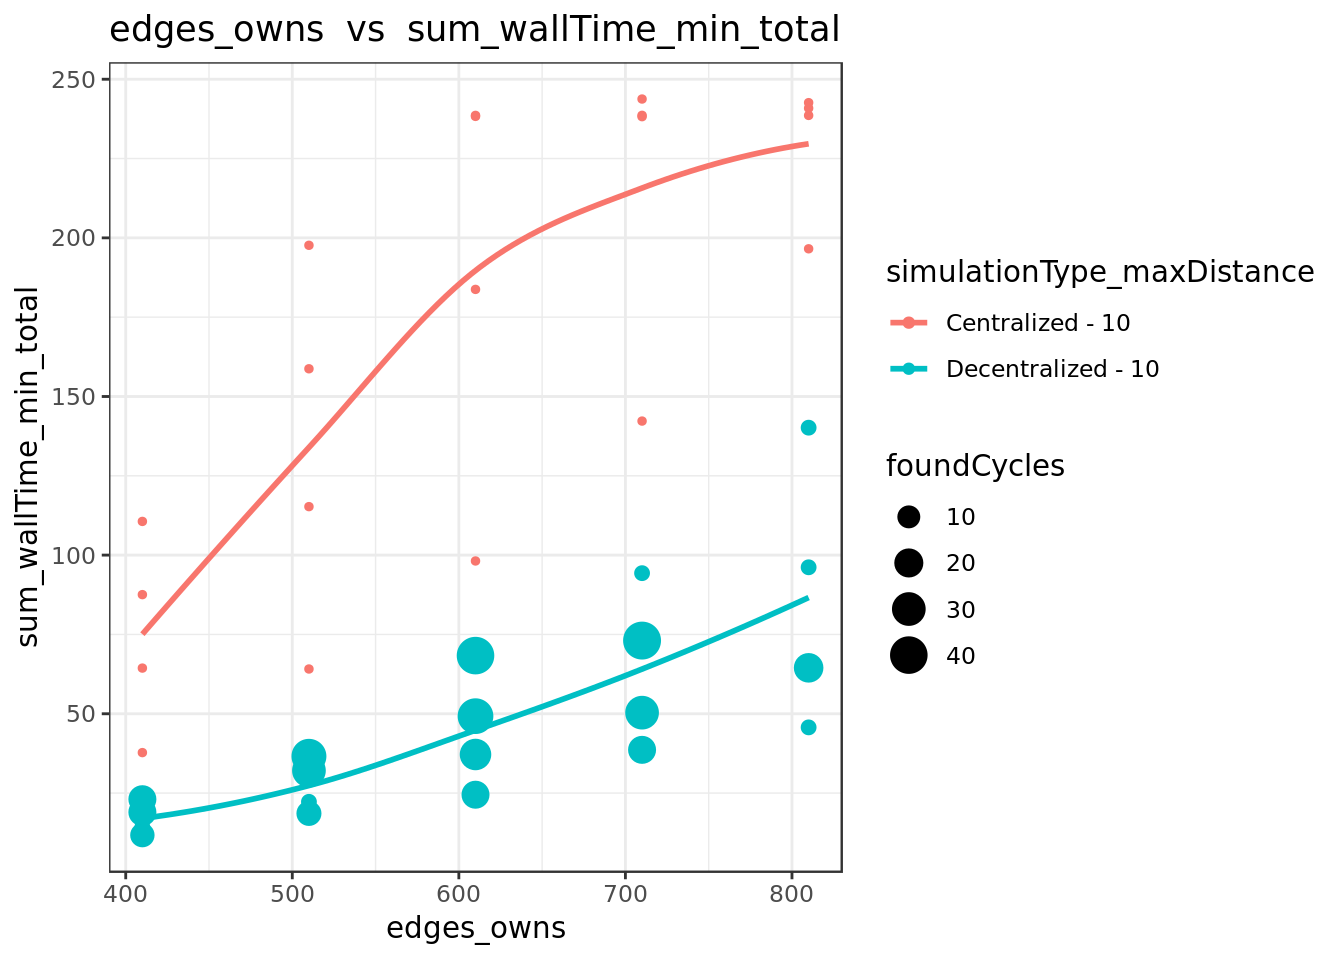 edges_owns  vs  sum_wallTime_min_total
sum_wallTime_min_total
250
200
150
100
50
400
500
600
700
800
edges_owns
simulationType_maxDistance
Centralized - 10
Decentralized - 10
foundCycles
10
20
30
40